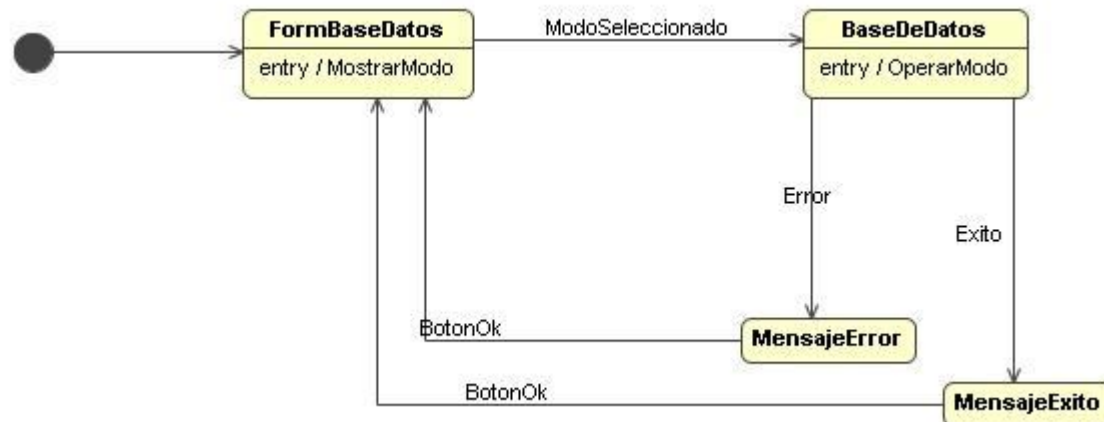 FormBaseDatos
entry / MostrarModo
ModoSeleccionado
BaseDeDatos
entry / OperarModo
Error
Exito
BotonOk
MensajeError
BotonOk
MensajeExito